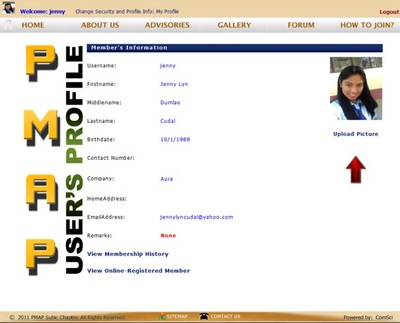 Welcome: jenny Change Security and Profile Info| My Profile Logout
HOME ABOUT US ADVISORIES GALLERY FORUM HOW TO JOIN?
PMAP
USER'S PROFILE
Member's Information
Username: jenny
Firstname: Jenny Lyn
Middlename: Dumlao
Lastname: Cudal
Birthdate: 10/1/1989
Contact Number:
Company: Aura
HomeAddress:
EmailAddress: jennylyncudal@yahoo.com
Remarks: None
Upload Picture
View Membership History
View Online-Registered Member
© 2011 PMAP Subic Chapter. All Rights Reserved. SITEMAP CONTACT US Powered by: ComSci